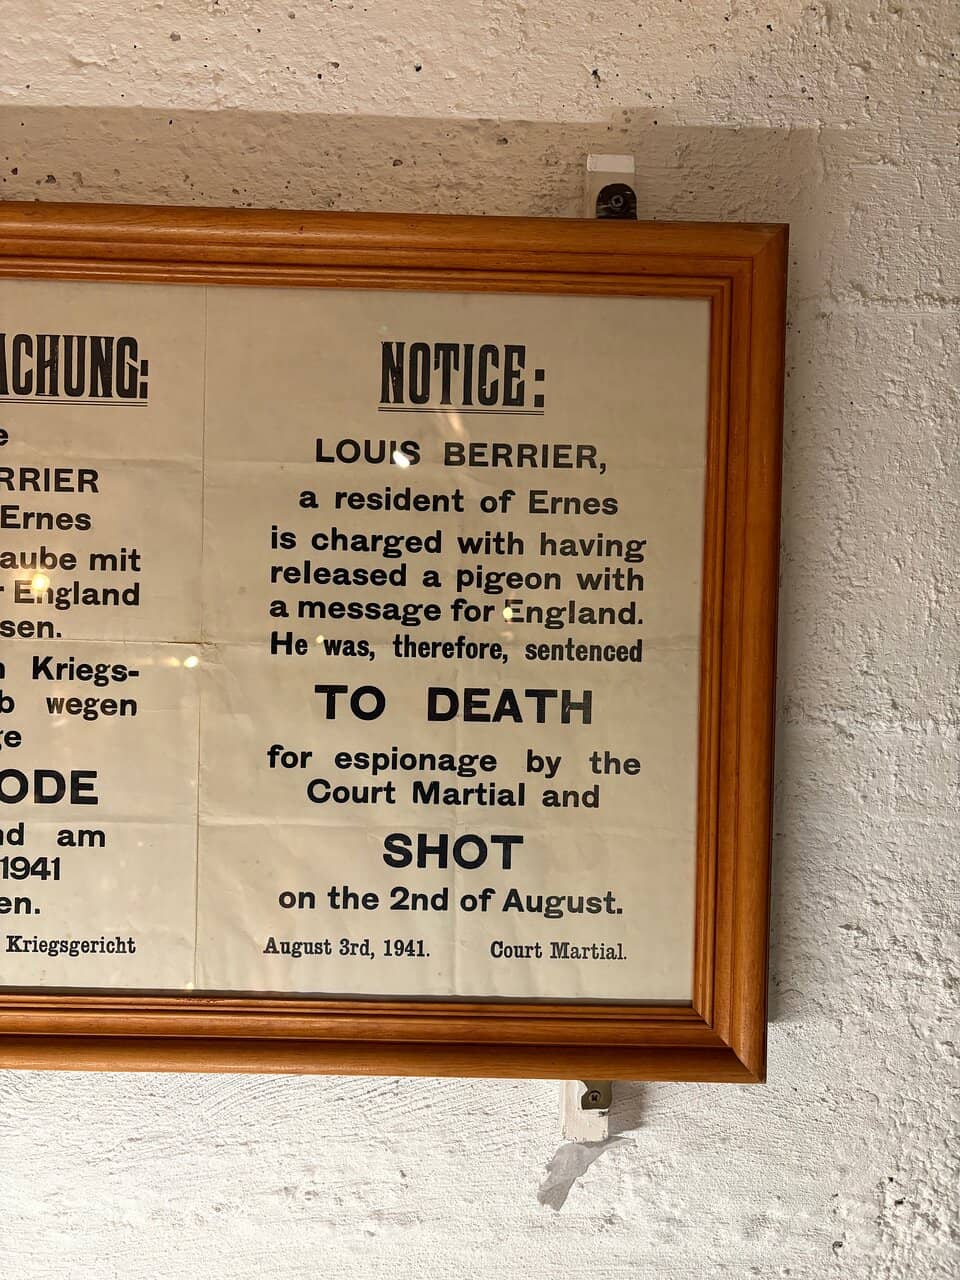 ACHUNG:
e
RRIER
Ernes
aube mit
r England
sen.
n Kriegs-
b wegen
ge
ODE
nd am
1941
en.
Kriegsgericht
NOTICE:
LOUIS BERRIER,
a resident of Ernes
is charged with having
released a pigeon with
a message for England.
He was, therefore, sentenced
TO DEATH
for espionage by the
Court Martial and
SHOT
on the 2nd of August.
August 3rd, 1941. Court Martial.